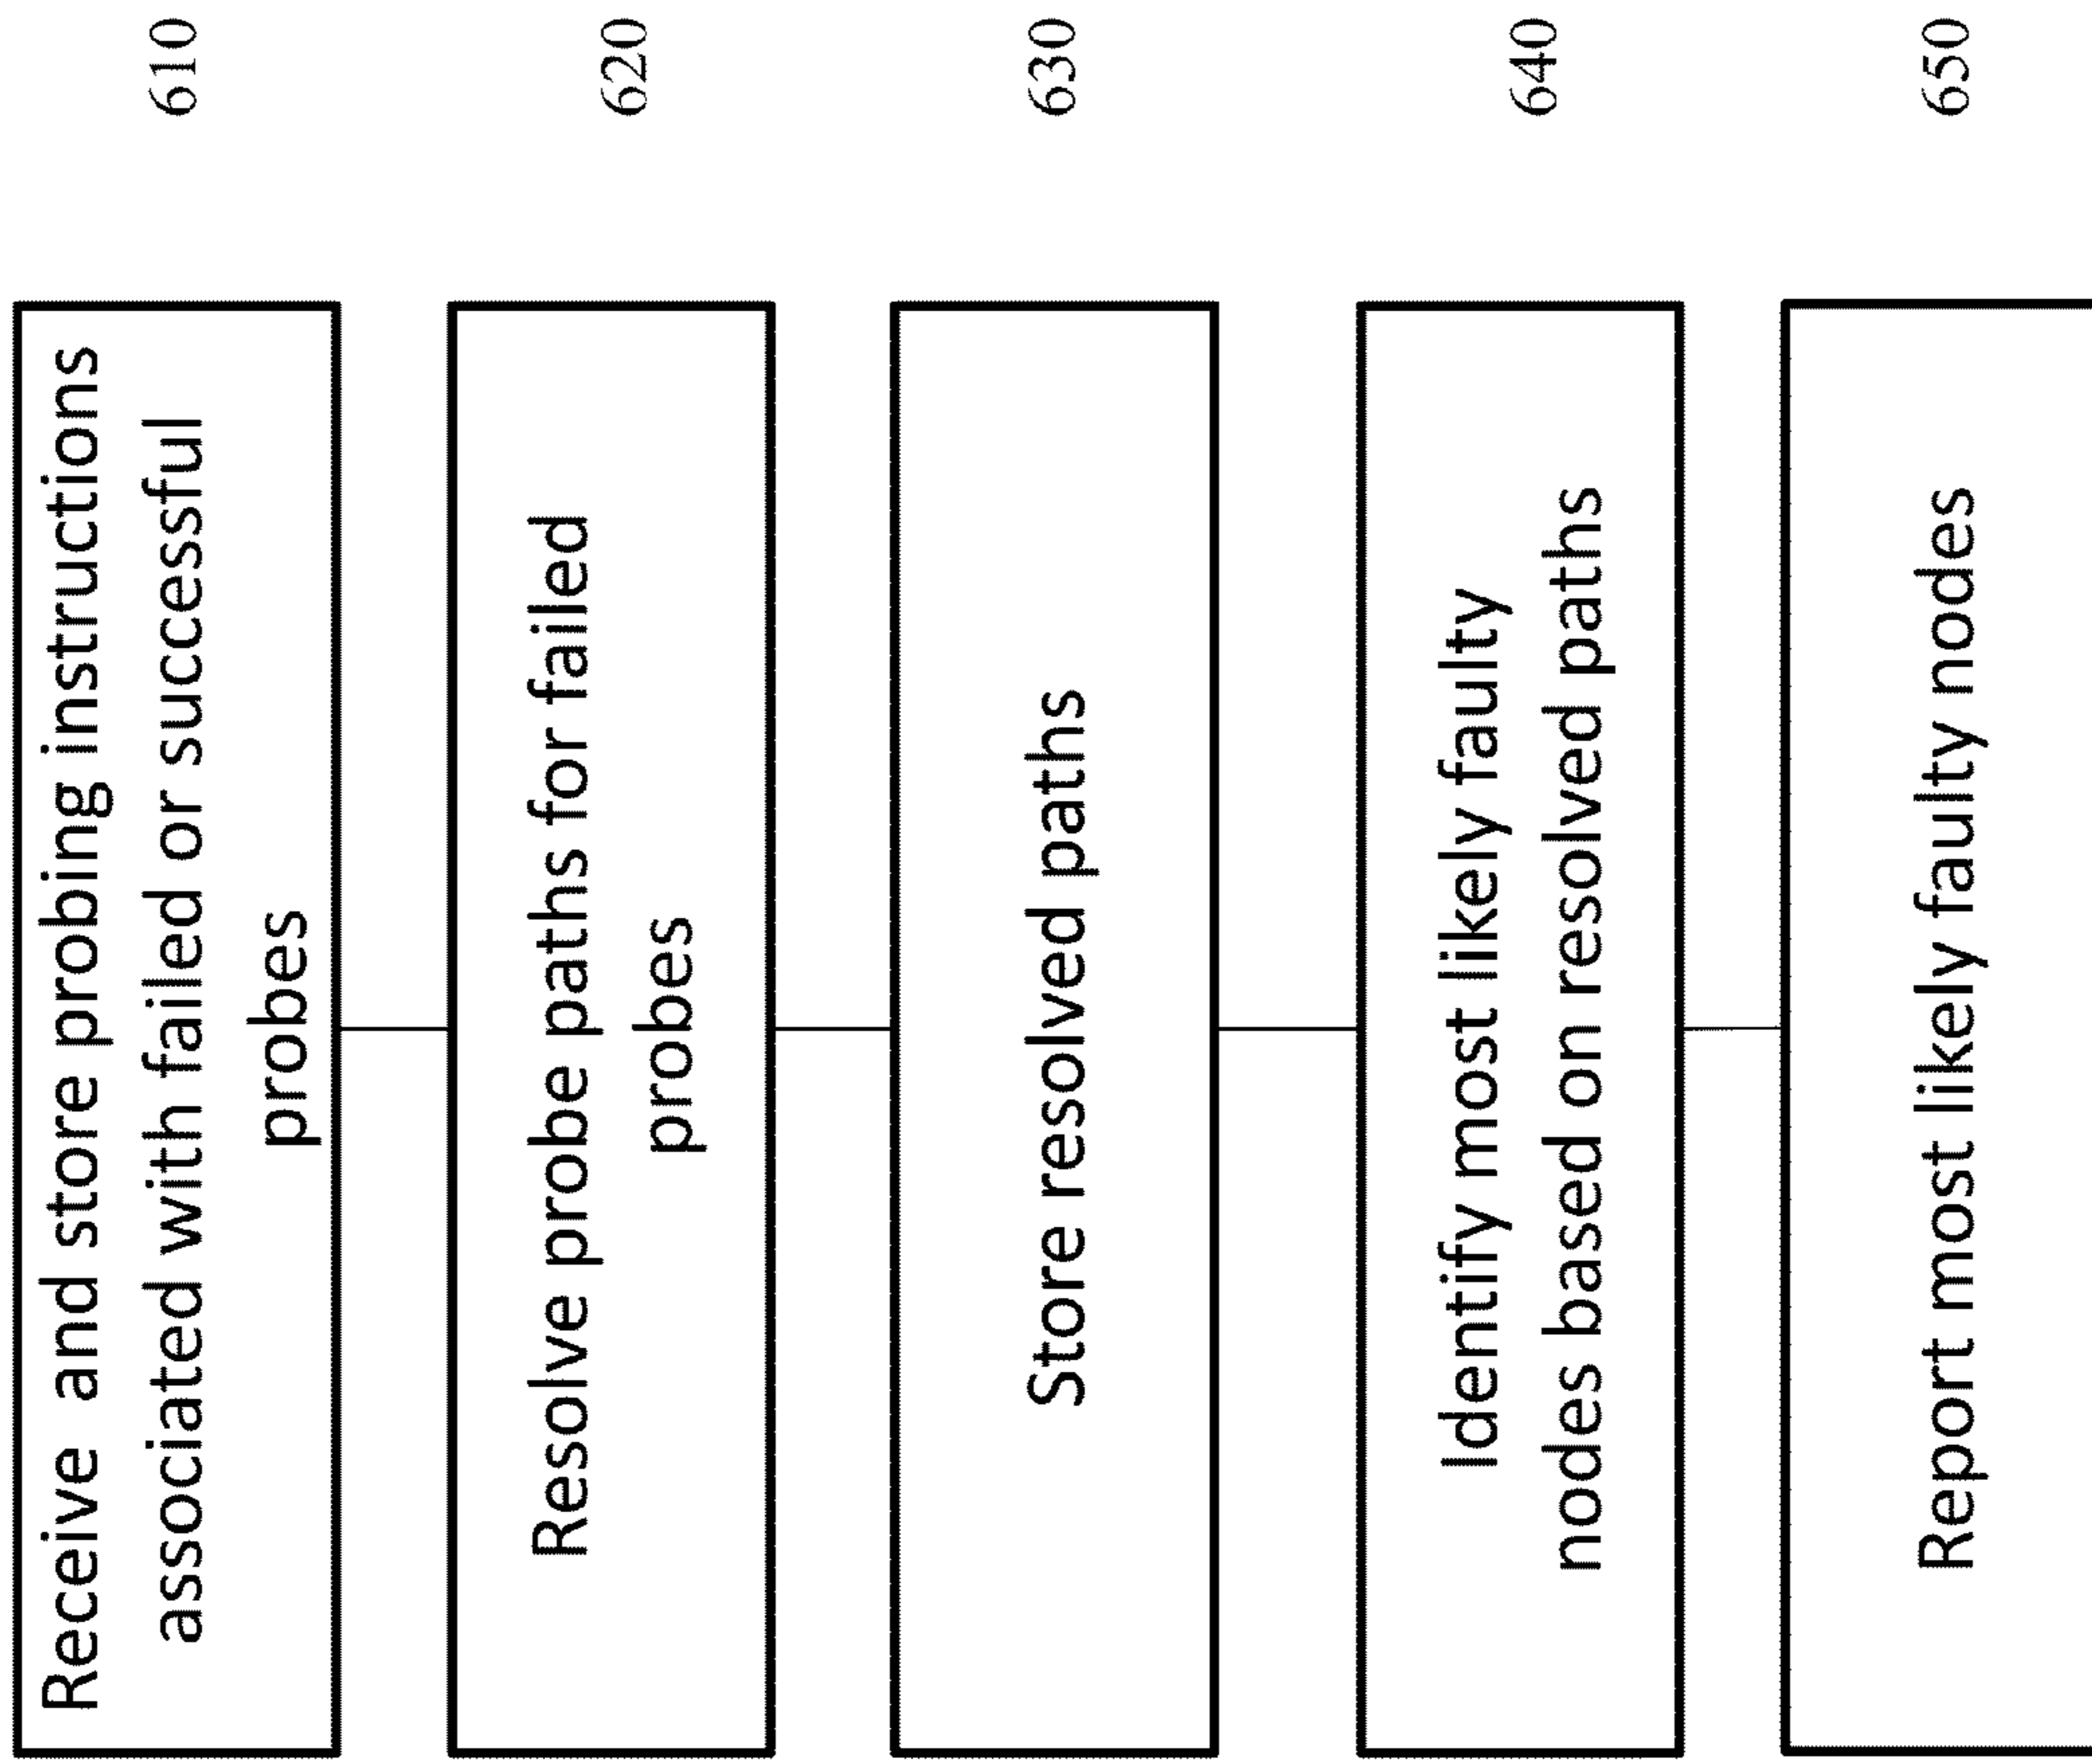 Receive and store probing instructions
associated with failed or successful
probes
610
Resolve probe paths for failed
probes
620
Store resolved paths
630
Identify most likely faulty
nodes based on resolved paths
640
Report most likely faulty nodes
650